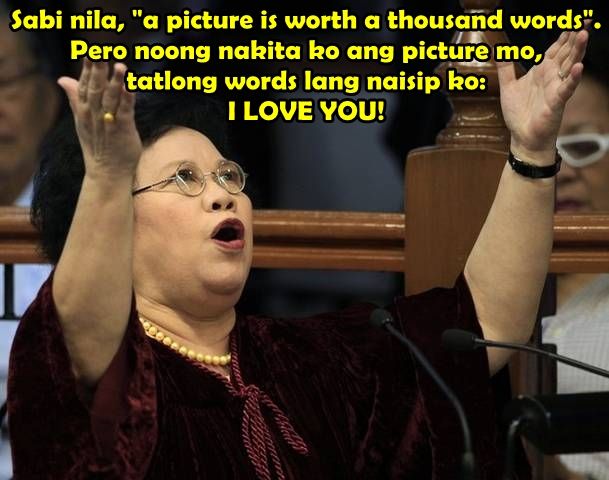 Sabi nila, "a picture is worth a thousand words".
Pero noong nakita ko ang picture mo,
tatlong words lang naisip ko:
I LOVE YOU!